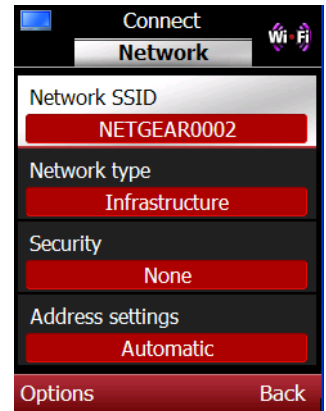 Connect
Wi-Fi
Network
Network SSID
NETGEAR0002
Network type
Infrastructure
Security
None
Address settings
Automatic
Options Back